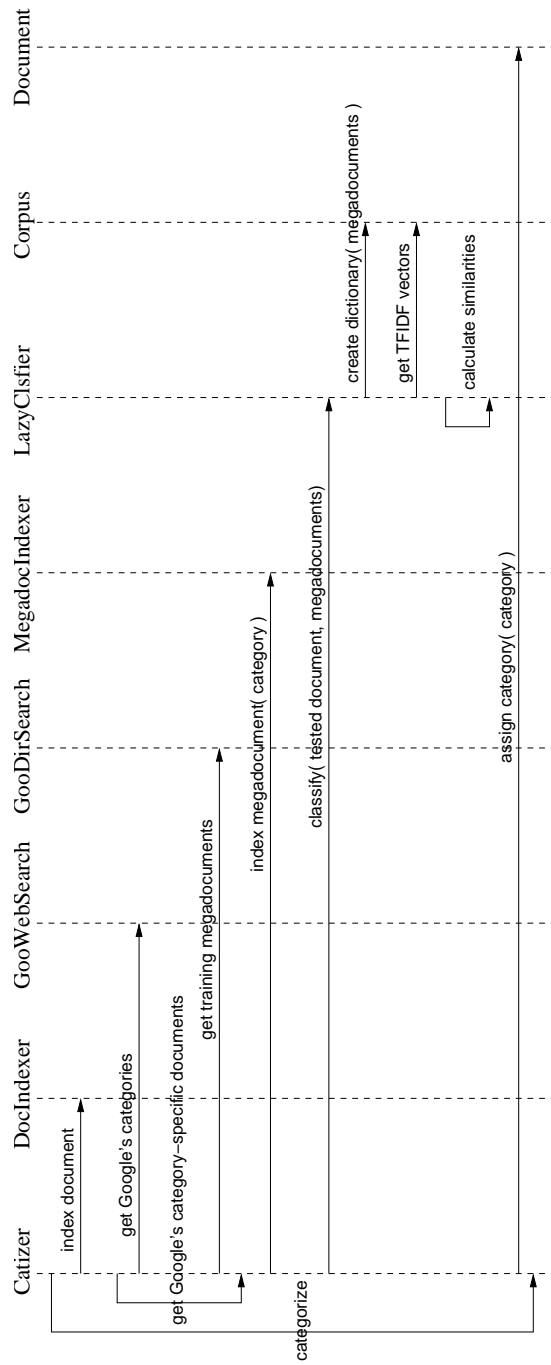 Catizer
DocIndexer
GooWebSearch
GooDirSearch
MegadocIndexer
LazyClsfier
Corpus
Document
categorize
index document
get Google's categories
get Google's category−specific documents
get training megadocuments
index megadocument( category )
classify( tested document, megadocuments)
create dictionary( megadocuments )
get TFIDF vectors
calculate similarities
assign category( category )